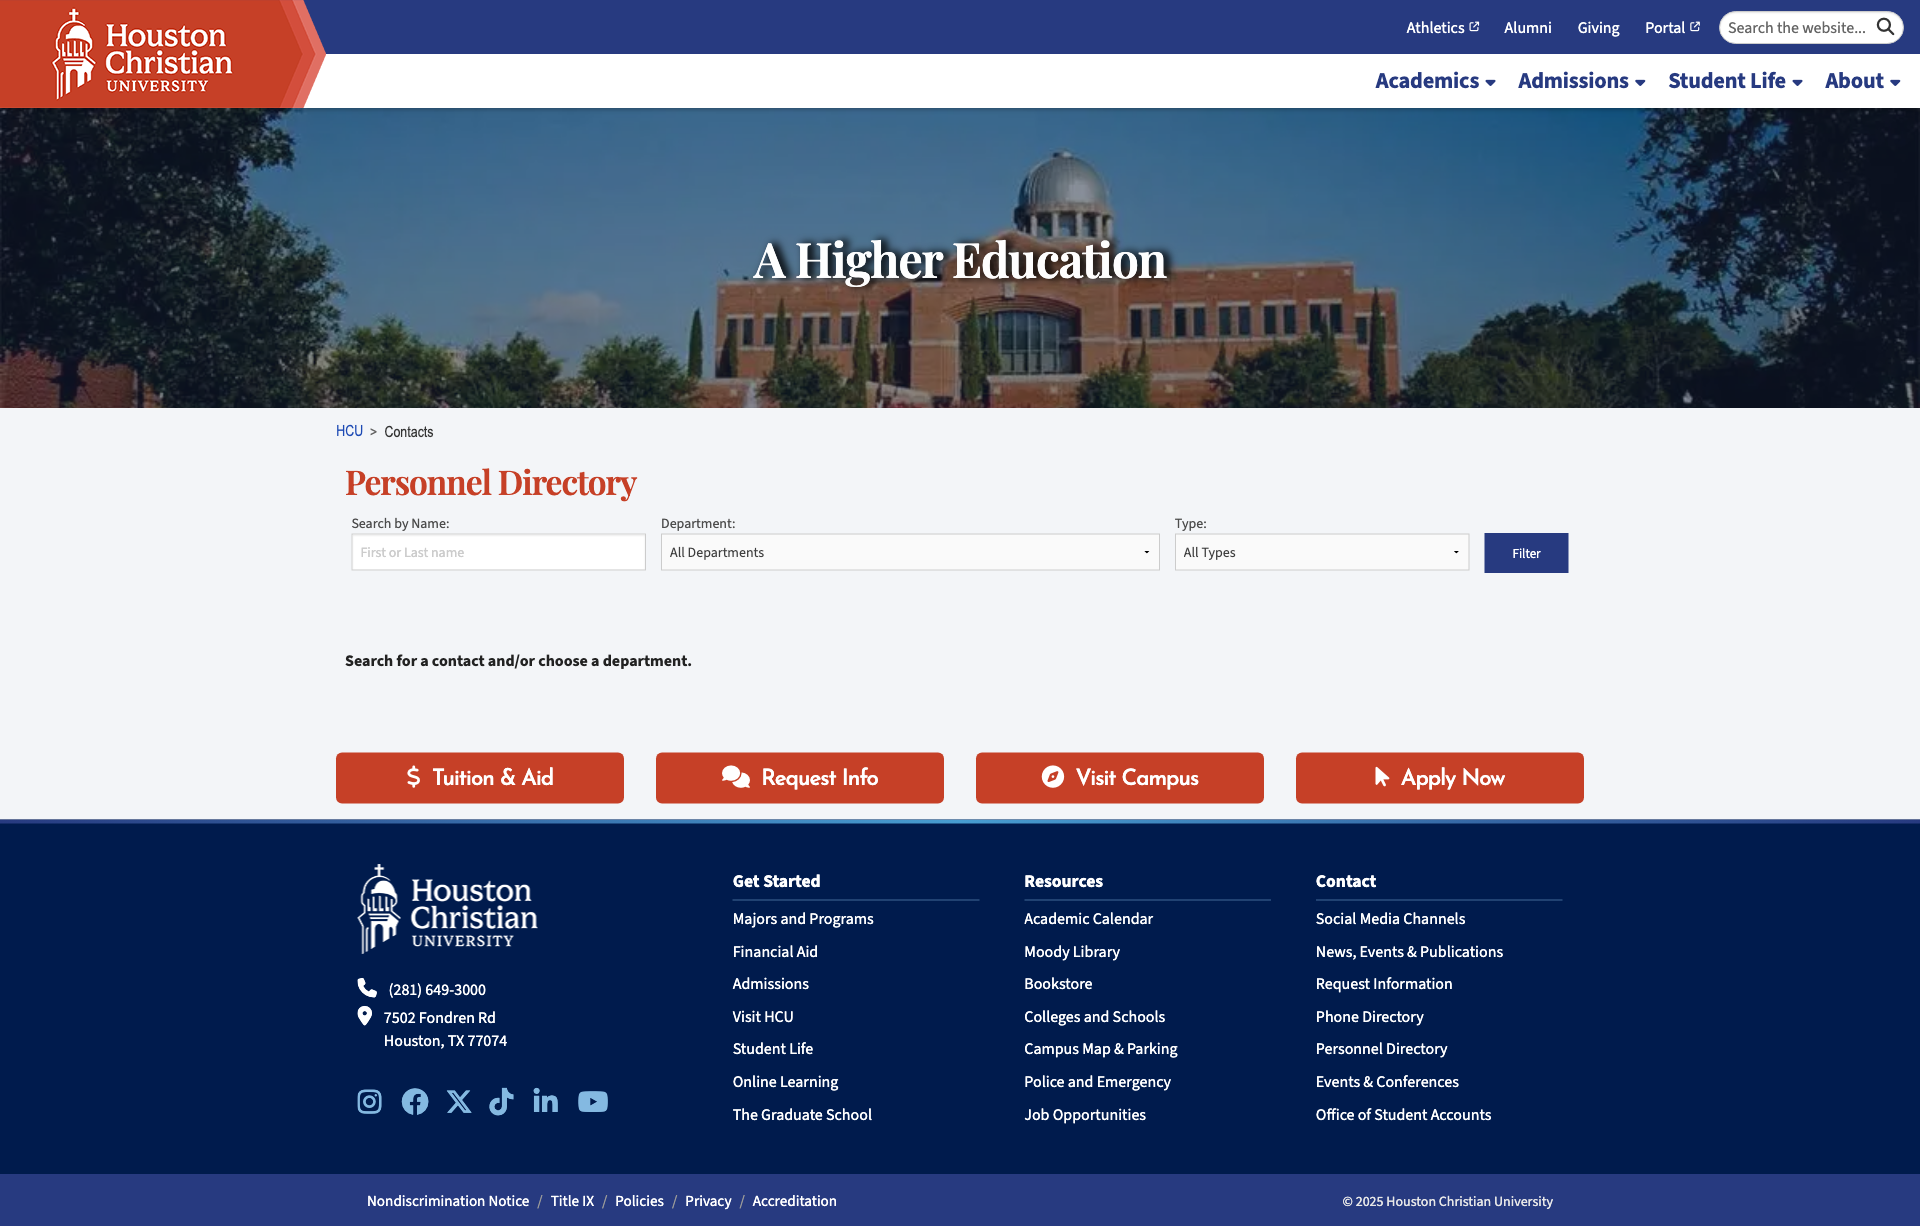 Houston
Christian
UNIVERSITY
Athletics
Alumni
Giving
Portal
Search the website...
Academics
Admissions
Student Life
About
A Higher Education
HCU > Contacts
Personnel Directory
Search by Name:
First or Last name
Department:
All Departments
Type:
All Types
Filter
Search for a contact and/or choose a department.
Tuition & Aid
Request Info
Visit Campus
Apply Now
Houston
Christian
UNIVERSITY
(281) 649-3000
7502 Fondren Rd
Houston, TX 77074
Get Started
Majors and Programs
Financial Aid
Admissions
Visit HCU
Student Life
Online Learning
The Graduate School
Resources
Academic Calendar
Moody Library
Bookstore
Colleges and Schools
Campus Map & Parking
Police and Emergency
Job Opportunities
Contact
Social Media Channels
News, Events & Publications
Request Information
Phone Directory
Personnel Directory
Events & Conferences
Office of Student Accounts
Nondiscrimination Notice / Title IX / Policies / Privacy / Accreditation
© 2025 Houston Christian University